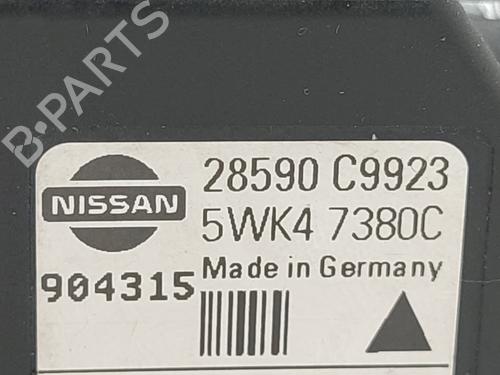 B-PARTS
28590 C9923
NISSAN
5WK4 7380C
Made in Germany
904315